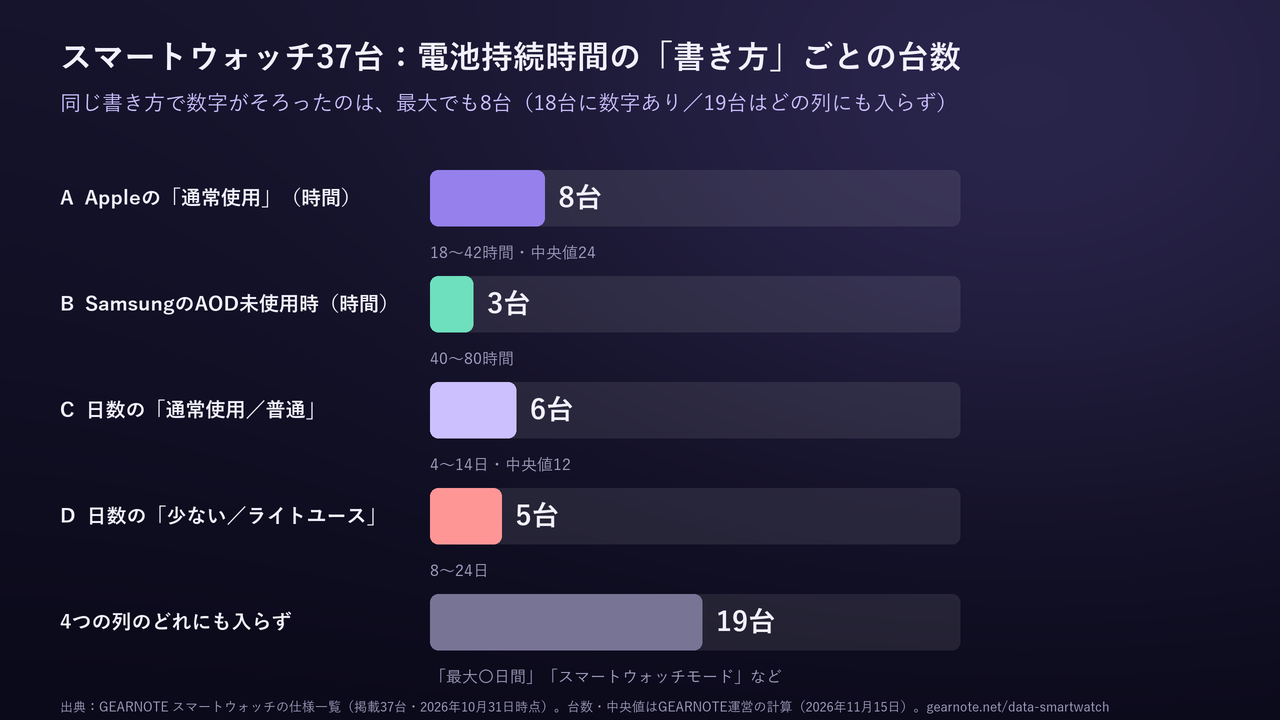 スマートウォッチ37台：電池持続時間の「書き方」ごとの台数
同じ書き方で数字がそろったのは、最大でも8台（18台に数字あり／19台はどの列にも入らず）
A Appleの「通常使用」（時間）
8台
18〜42時間・中央値24
B SamsungのAOD未使用時（時間）
3台
40〜80時間
C 日数の「通常使用／普通」
6台
4〜14日・中央値12
D 日数の「少ない／ライトユース」
5台
8〜24日
4つの列のどれにも入らず
19台
「最大〇日間」「スマートウォッチモード」など
出典：GEARNOTE スマートウォッチの仕様一覧（掲載37台・2026年10月31日時点）。台数・中央値はGEARNOTE運営の計算（2026年11月15日）。gearnote.net/data-smartwatch